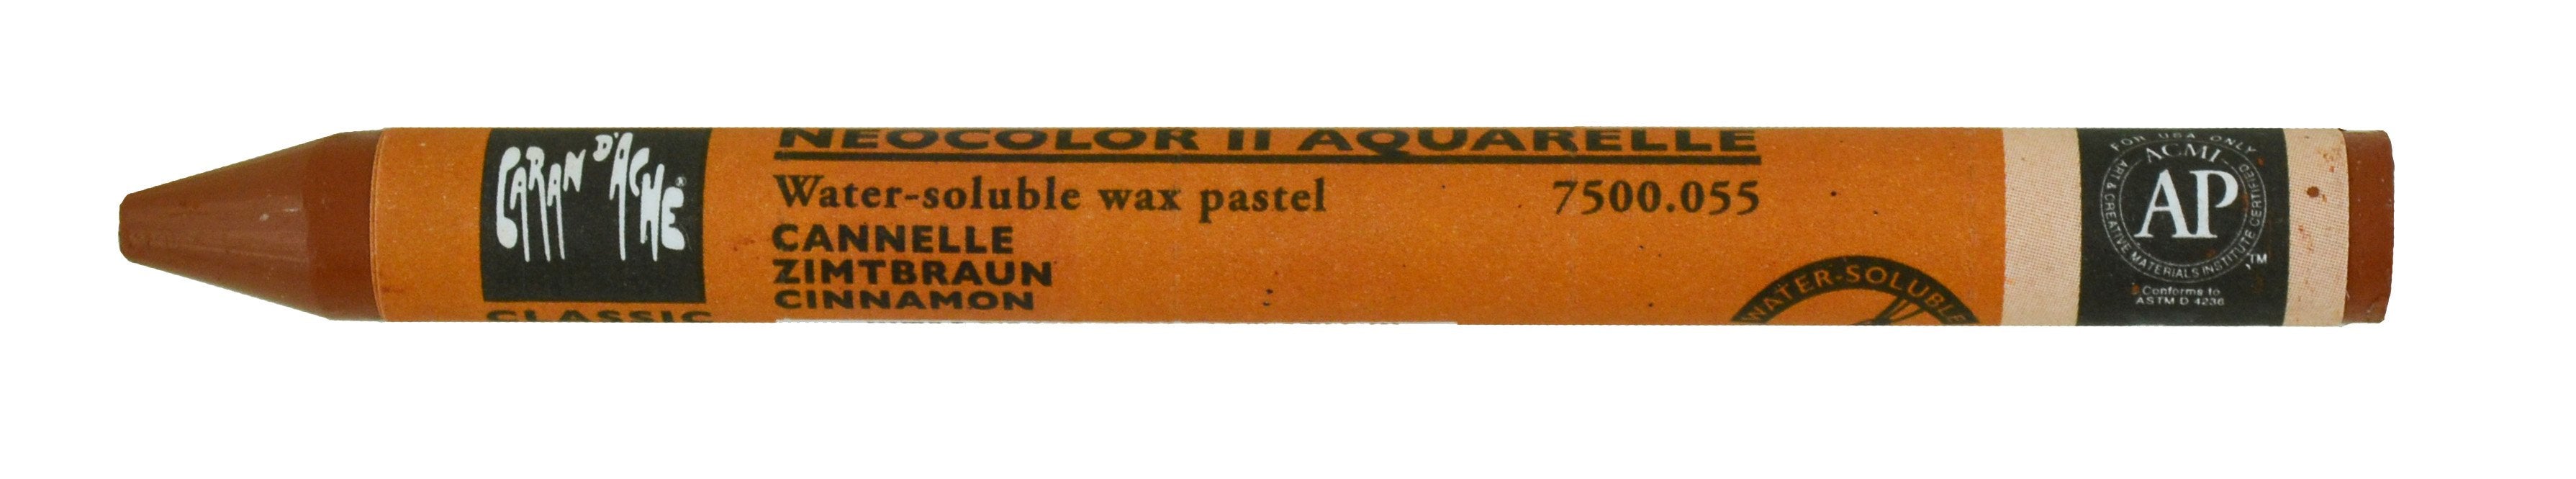 CARAN D'ACHE®
CLASSIC
NEOCOLOR II AQUARELLE
Water-soluble wax pastel 7500.055
CANNELLE
ZIMTBRAUN
CINNAMON
WATER-SOLUBLE
FOR USA ONLY
ACMI
AP
ART & CREATIVE MATERIALS INSTITUTE CERTIFIED
TM
Conforms to
ASTM D 4236